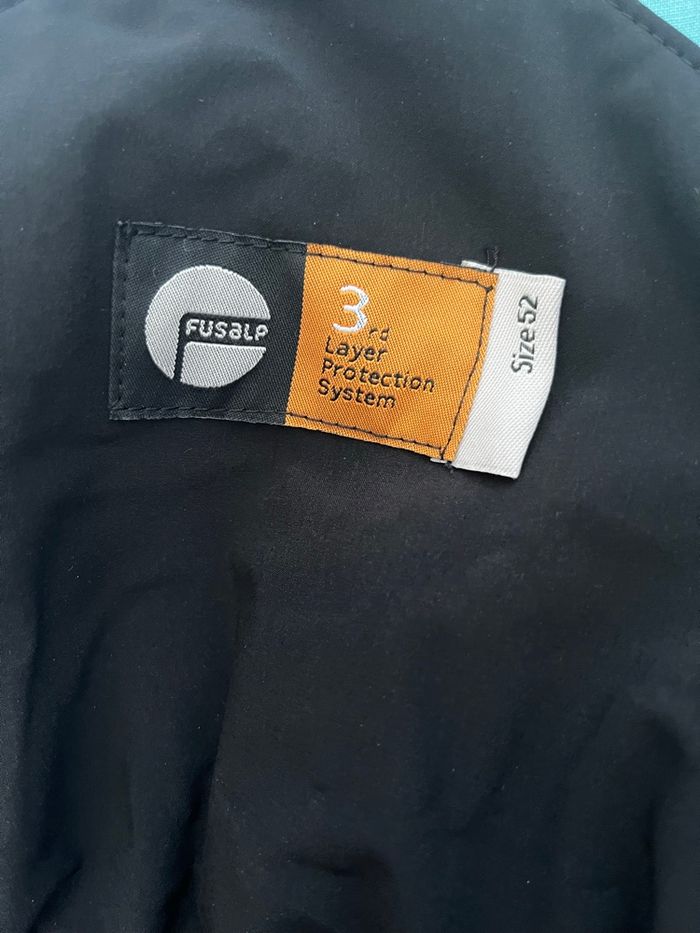 FUSALP
3rd
Layer
Protection
System
Size 52